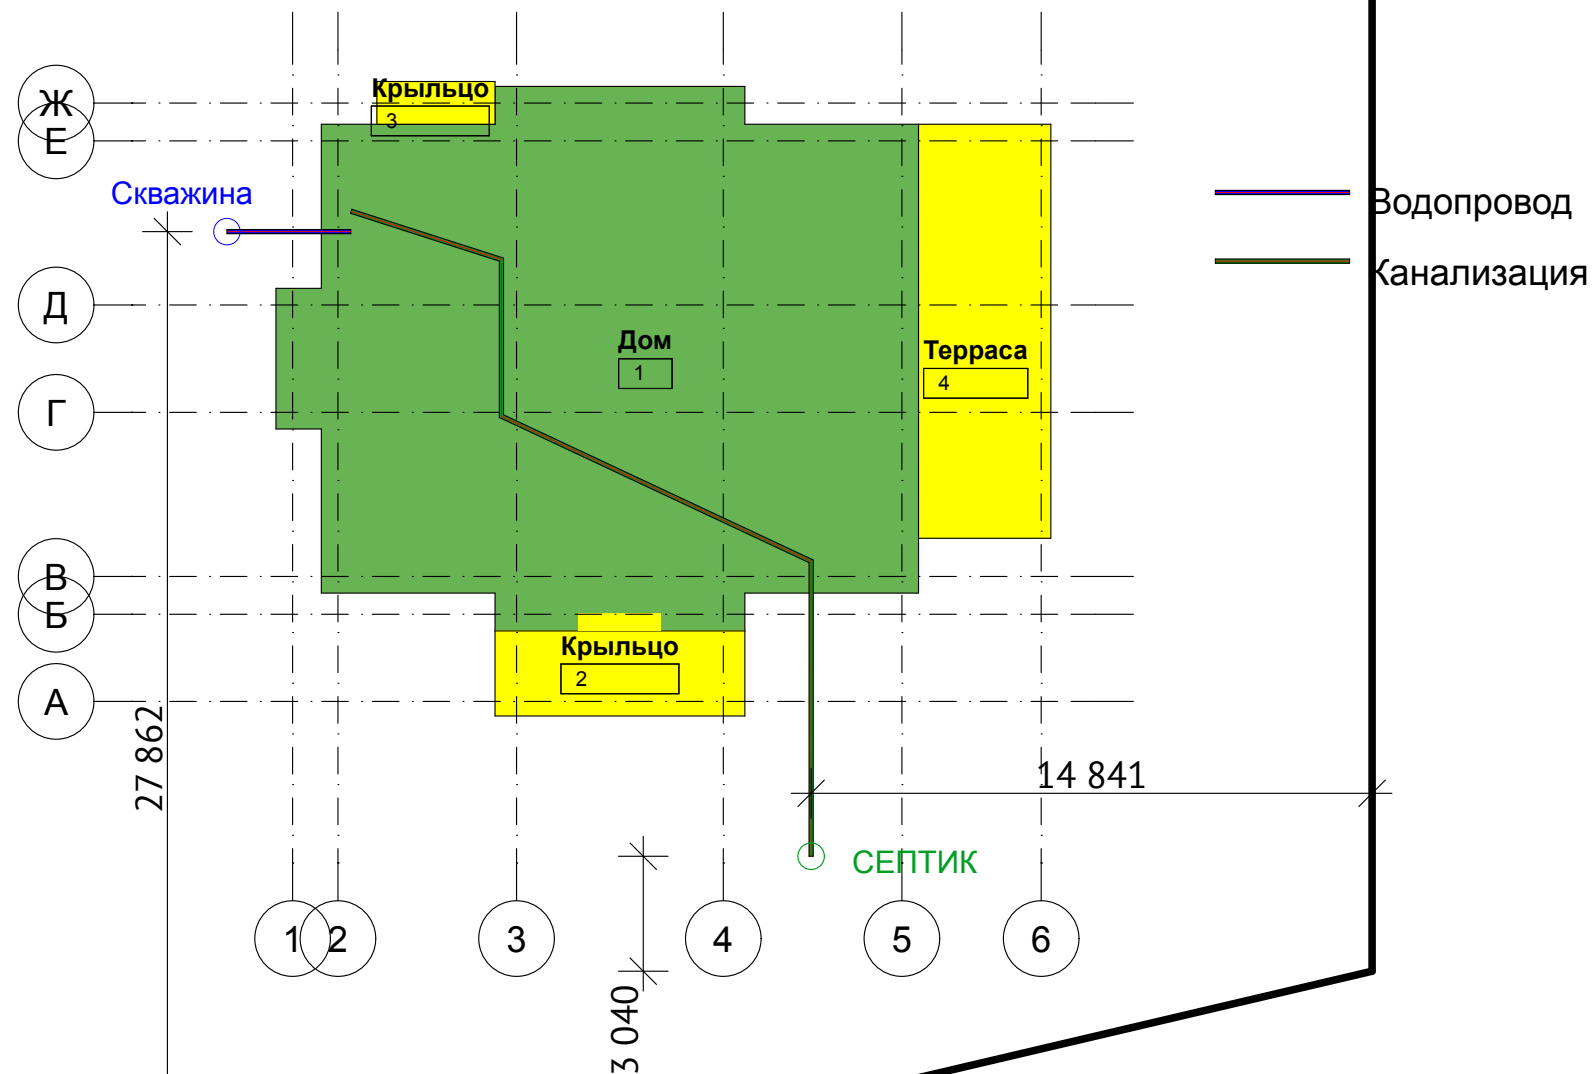 Ж
Крыльцо
3
Е
Скважина
Водопровод
Канализация
Д
Дом
1
Терраса
4
Г
В
Б
Крыльцо
2
А
27 862
14 841
СЕПТИК
1
2
3
4
5
6
3 040